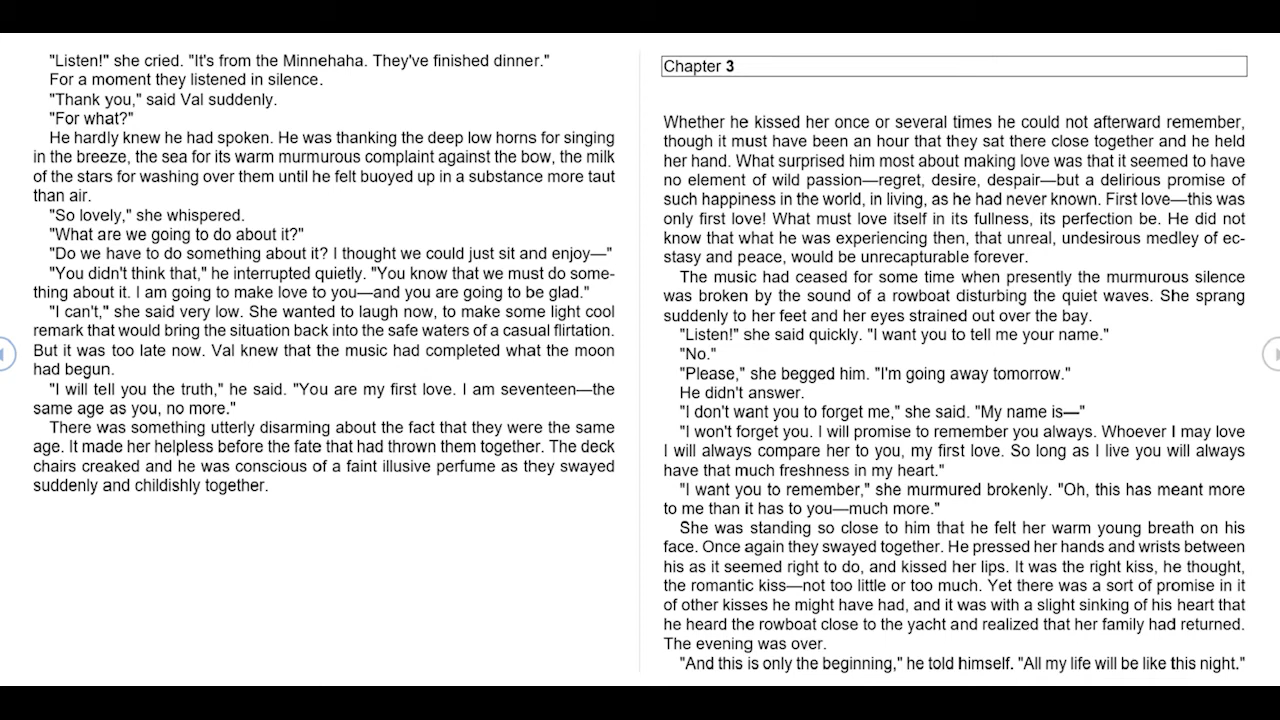 "Listen!" she cried. "It's from the Minnehaha. They've finished dinner."
For a moment they listened in silence.
"Thank you," said Val suddenly.
"For what?"
He hardly knew he had spoken. He was thanking the deep low horns for singing
in the breeze, the sea for its warm murmurous complaint against the bow, the milk
of the stars for washing over them until he felt buoyed up in a substance more taut
than air.
"So lovely," she whispered.
"What are we going to do about it?"
"Do we have to do something about it? I thought we could just sit and enjoy—"
"You didn't think that," he interrupted quietly. "You know that we must do some-
thing about it. I am going to make love to you—and you are going to be glad."
"I can't," she said very low. She wanted to laugh now, to make some light cool
remark that would bring the situation back into the safe waters of a casual flirtation.
But it was too late now. Val knew that the music had completed what the moon
had begun.
"I will tell you the truth," he said. "You are my first love. I am seventeen—the
same age as you, no more."
There was something utterly disarming about the fact that they were the same
age. It made her helpless before the fate that had thrown them together. The deck
chairs creaked and he was conscious of a faint illusive perfume as they swayed
suddenly and childishly together.
Chapter 3
Whether he kissed her once or several times he could not afterward remember,
though it must have been an hour that they sat there close together and he held
her hand. What surprised him most about making love was that it seemed to have
no element of wild passion—regret, desire, despair—but a delirious promise of
such happiness in the world, in living, as he had never known. First love—this was
only first love! What must love itself in its fullness, its perfection be. He did not
know that what he was experiencing then, that unreal, undesirous medley of ec-
stasy and peace, would be unrecapturable forever.
The music had ceased for some time when presently the murmurous silence
was broken by the sound of a rowboat disturbing the quiet waves. She sprang
suddenly to her feet and her eyes strained out over the bay.
"Listen!" she said quickly. "I want you to tell me your name."
"No."
"Please," she begged him. "I'm going away tomorrow."
He didn't answer.
"I don't want you to forget me," she said. "My name is—"
"I won't forget you. I will promise to remember you always. Whoever I may love
I will always compare her to you, my first love. So long as I live you will always
have that much freshness in my heart."
"I want you to remember," she murmured brokenly. "Oh, this has meant more
to me than it has to you—much more."
She was standing so close to him that he felt her warm young breath on his
face. Once again they swayed together. He pressed her hands and wrists between
his as it seemed right to do, and kissed her lips. It was the right kiss, he thought,
the romantic kiss—not too little or too much. Yet there was a sort of promise in it
of other kisses he might have had, and it was with a slight sinking of his heart that
he heard the rowboat close to the yacht and realized that her family had returned.
The evening was over.
"And this is only the beginning," he told himself. "All my life will be like this night."